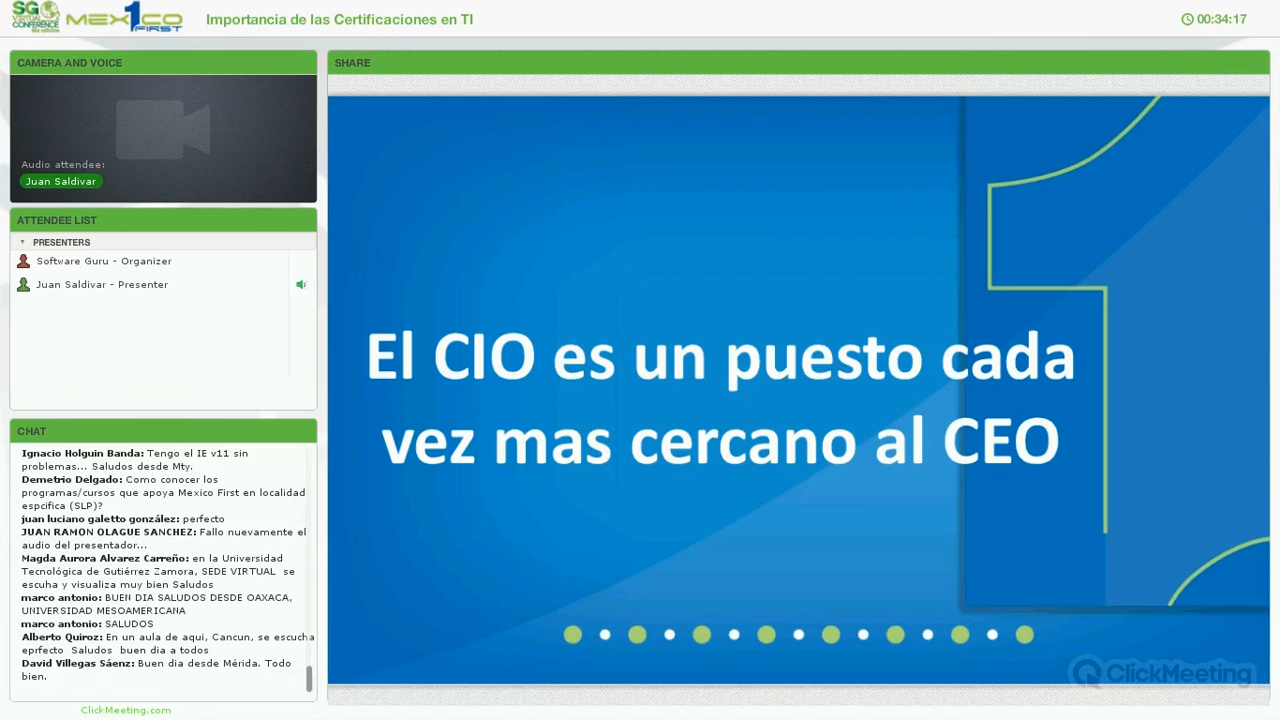 SG
VIRTUAL
CONFERENCE
MEX1CO
FIRST
Importancia de las Certificaciones en TI
00:34:17
CAMERA AND VOICE
Audio attendee:
Juan Saldivar
ATTENDEE LIST
PRESENTERS
Software Guru - Organizer
Juan Saldivar - Presenter
CHAT
Ignacio Holguin Banda: Tengo el IE v11 sin
problemas... Saludos desde Mty.
Demetrio Delgado: Como conocer los
programas/cursos que apoya Mexico First en localidad
espcifica (SLP)?
juan luciano galetto gonzález: perfecto
JUAN RAMON OLAGUE SANCHEZ: Fallo nuevamente el
audio del presentador...
Magda Aurora Alvarez Carreño: en la Universidad
Tecnológica de Gutiérrez Zamora, SEDE VIRTUAL se
escuha y visualiza muy bien Saludos
marco antonio: BUEN DIA SALUDOS DESDE OAXACA,
UNIVERSIDAD MESOAMERICANA
marco antonio: SALUDOS
Alberto Quiroz: En un aula de aqui, Cancun, se escucha
eprfecto Saludos buen dia a todos
David Villegas Sáenz: Buen dia desde Mérida. Todo
bien.
ClickMeeting.com
SHARE
El CIO es un puesto cada
vez mas cercano al CEO
ClickMeeting